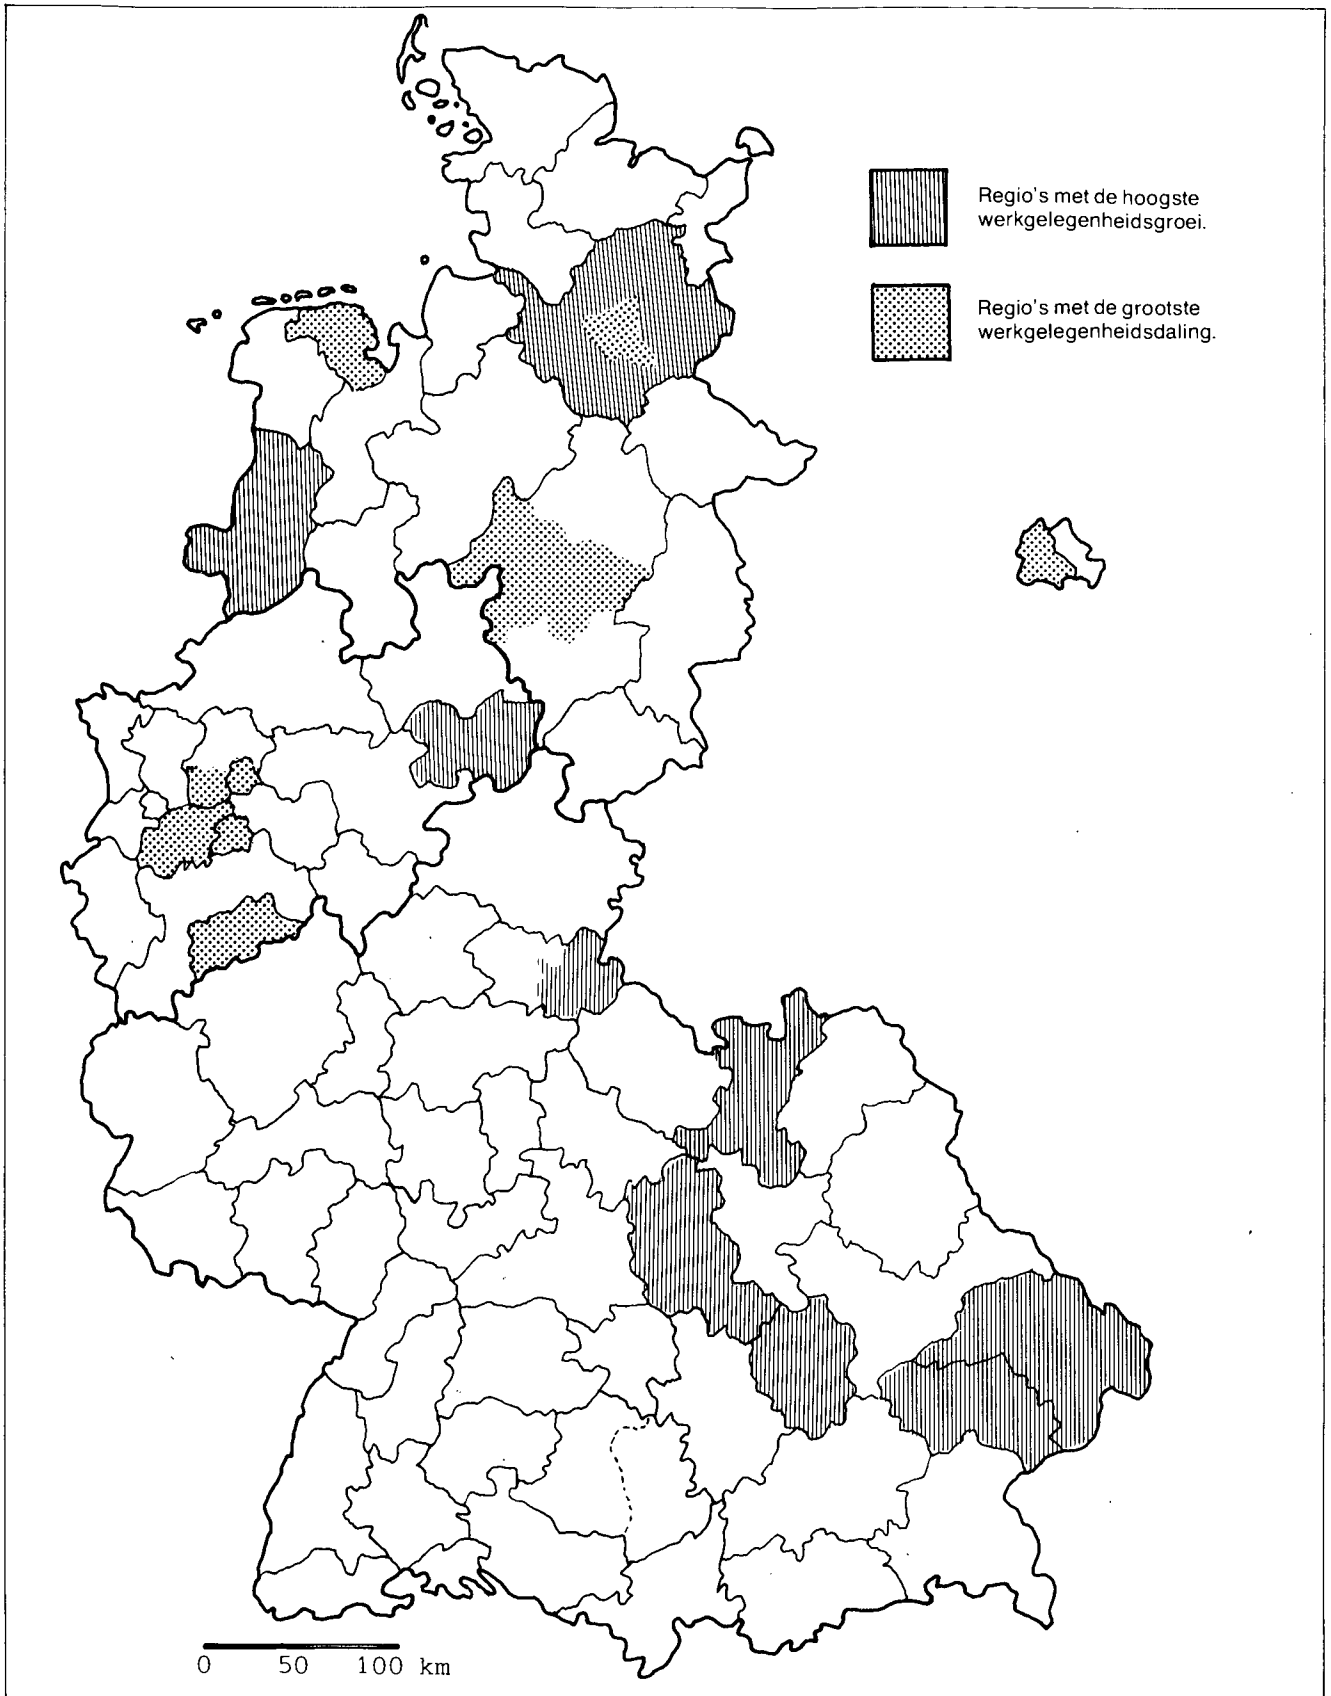 Regio's met de hoogste
werkgelegenheidsgroei.
Regio's met de grootste
werkgelegenheidsdaling.
0 50 100 km